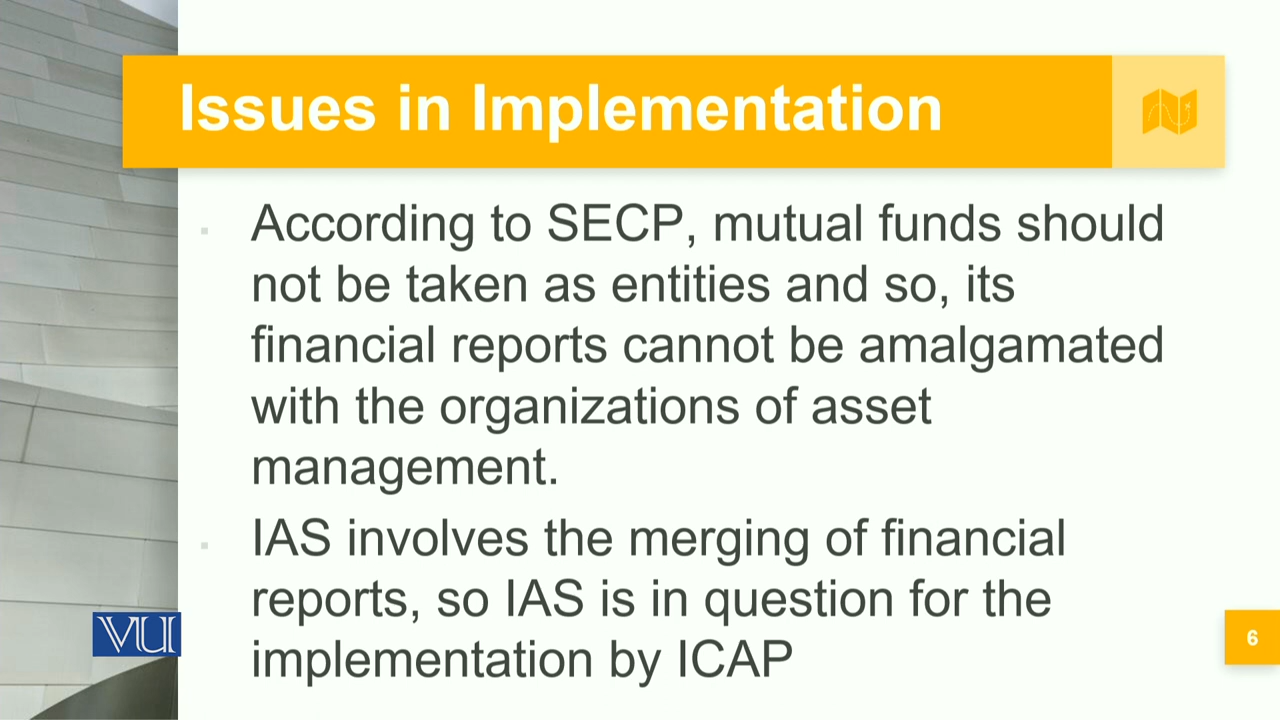 Issues in Implementation
According to SECP, mutual funds should
not be taken as entities and so, its
financial reports cannot be amalgamated
with the organizations of asset
management.
IAS involves the merging of financial
reports, so IAS is in question for the
implementation by ICAP
VU
6